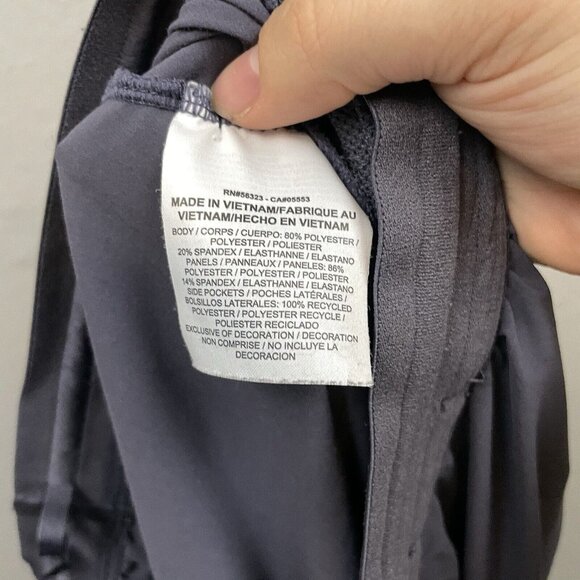 RN#56323 - CA#05553
MADE IN VIETNAM/FABRIQUE AU
VIETNAM/HECHO EN VIETNAM
BODY / CORPS / CUERPO: 80% POLYESTER /
POLYESTER / POLIESTER
20% SPANDEX / ELASTHANNE / ELASTANO
PANELS / PANNEAUX / PANELES: 86%
POLYESTER / POLYESTER / POLIESTER
14% SPANDEX / ELASTHANNE / ELASTANO
SIDE POCKETS / POCHES LATÉRALES /
BOLSILLOS LATERALES: 100% RECYCLED
POLYESTER / POLYESTER RECYCLE /
POLIESTER RECICLADO
EXCLUSIVE OF DECORATION / DECORATION
NON COMPRISE / NO INCLUYE LA
DECORACION